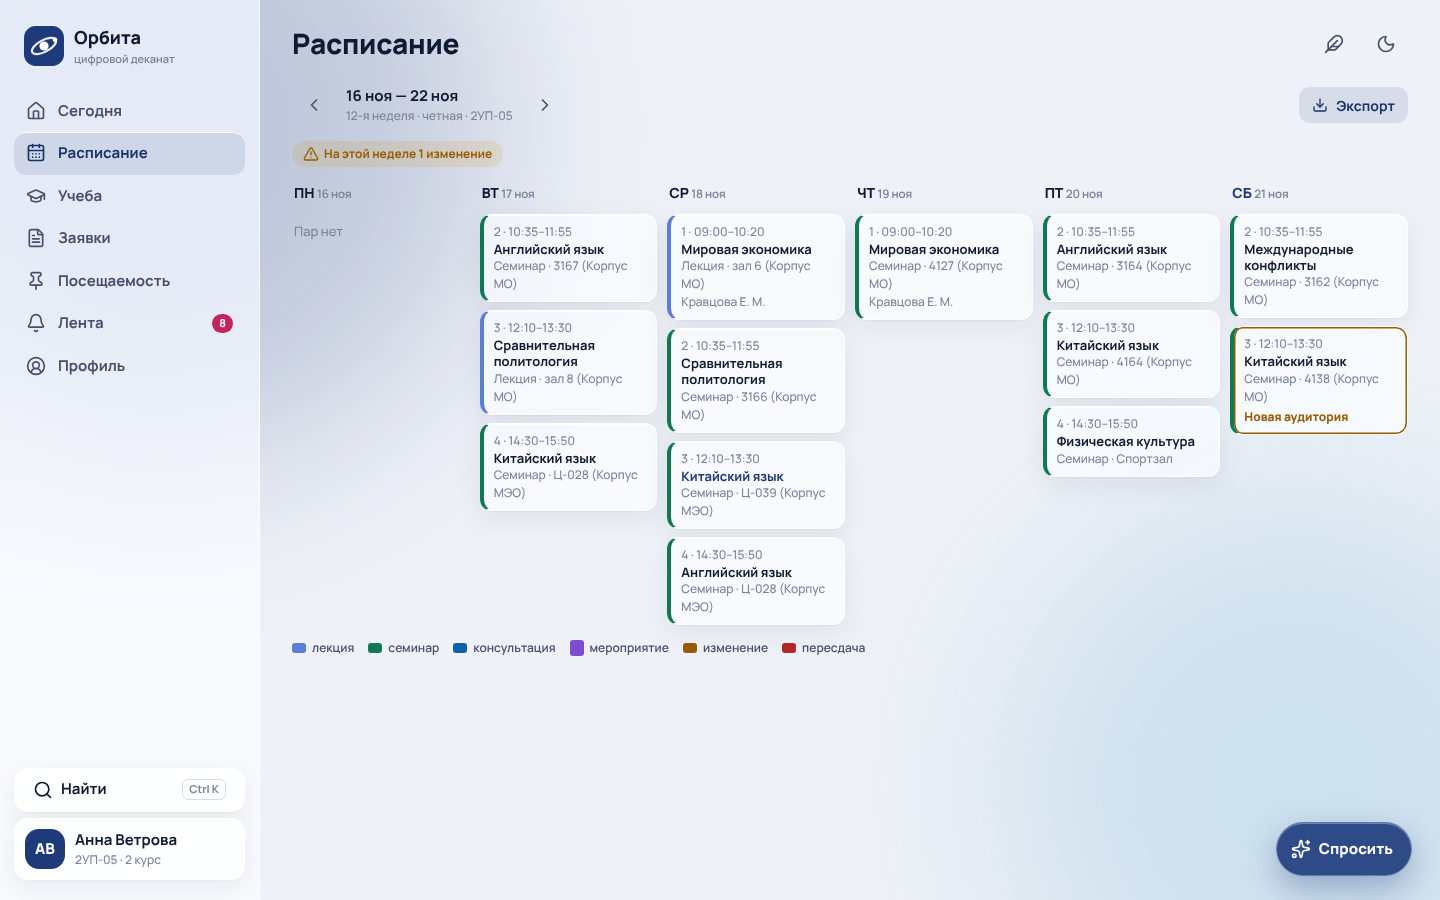 Орбита
цифровой деканат
Сегодня
Расписание
Учеба
Заявки
Посещаемость
Лента
8
Профиль
Найти
Ctrl K
АВ
Анна Ветрова
2УП-05 · 2 курс
Расписание
16 ноя — 22 ноя
12-я неделя · четная · 2УП-05
Экспорт
На этой неделе 1 изменение
ПН 16 ноя
Пар нет
ВТ 17 ноя
2 · 10:35–11:55
Английский язык
Семинар · 3167 (Корпус
МО)
3 · 12:10–13:30
Сравнительная
политология
Лекция · зал 8 (Корпус
МО)
4 · 14:30–15:50
Китайский язык
Семинар · Ц-028 (Корпус
МЭО)
СР 18 ноя
1 · 09:00–10:20
Мировая экономика
Лекция · зал 6 (Корпус
МО)
Кравцова Е. М.
2 · 10:35–11:55
Сравнительная
политология
Семинар · 3166 (Корпус
МО)
3 · 12:10–13:30
Китайский язык
Семинар · Ц-039 (Корпус
МЭО)
4 · 14:30–15:50
Английский язык
Семинар · Ц-028 (Корпус
МЭО)
ЧТ 19 ноя
1 · 09:00–10:20
Мировая экономика
Семинар · 4127 (Корпус
МО)
Кравцова Е. М.
ПТ 20 ноя
2 · 10:35–11:55
Английский язык
Семинар · 3164 (Корпус
МО)
3 · 12:10–13:30
Китайский язык
Семинар · 4164 (Корпус
МО)
4 · 14:30–15:50
Физическая культура
Семинар · Спортзал
СБ 21 ноя
2 · 10:35–11:55
Международные
конфликты
Семинар · 3162 (Корпус
МО)
3 · 12:10–13:30
Китайский язык
Семинар · 4138 (Корпус
МО)
Новая аудитория
лекция
семинар
консультация
мероприятие
изменение
пересдача
Спросить